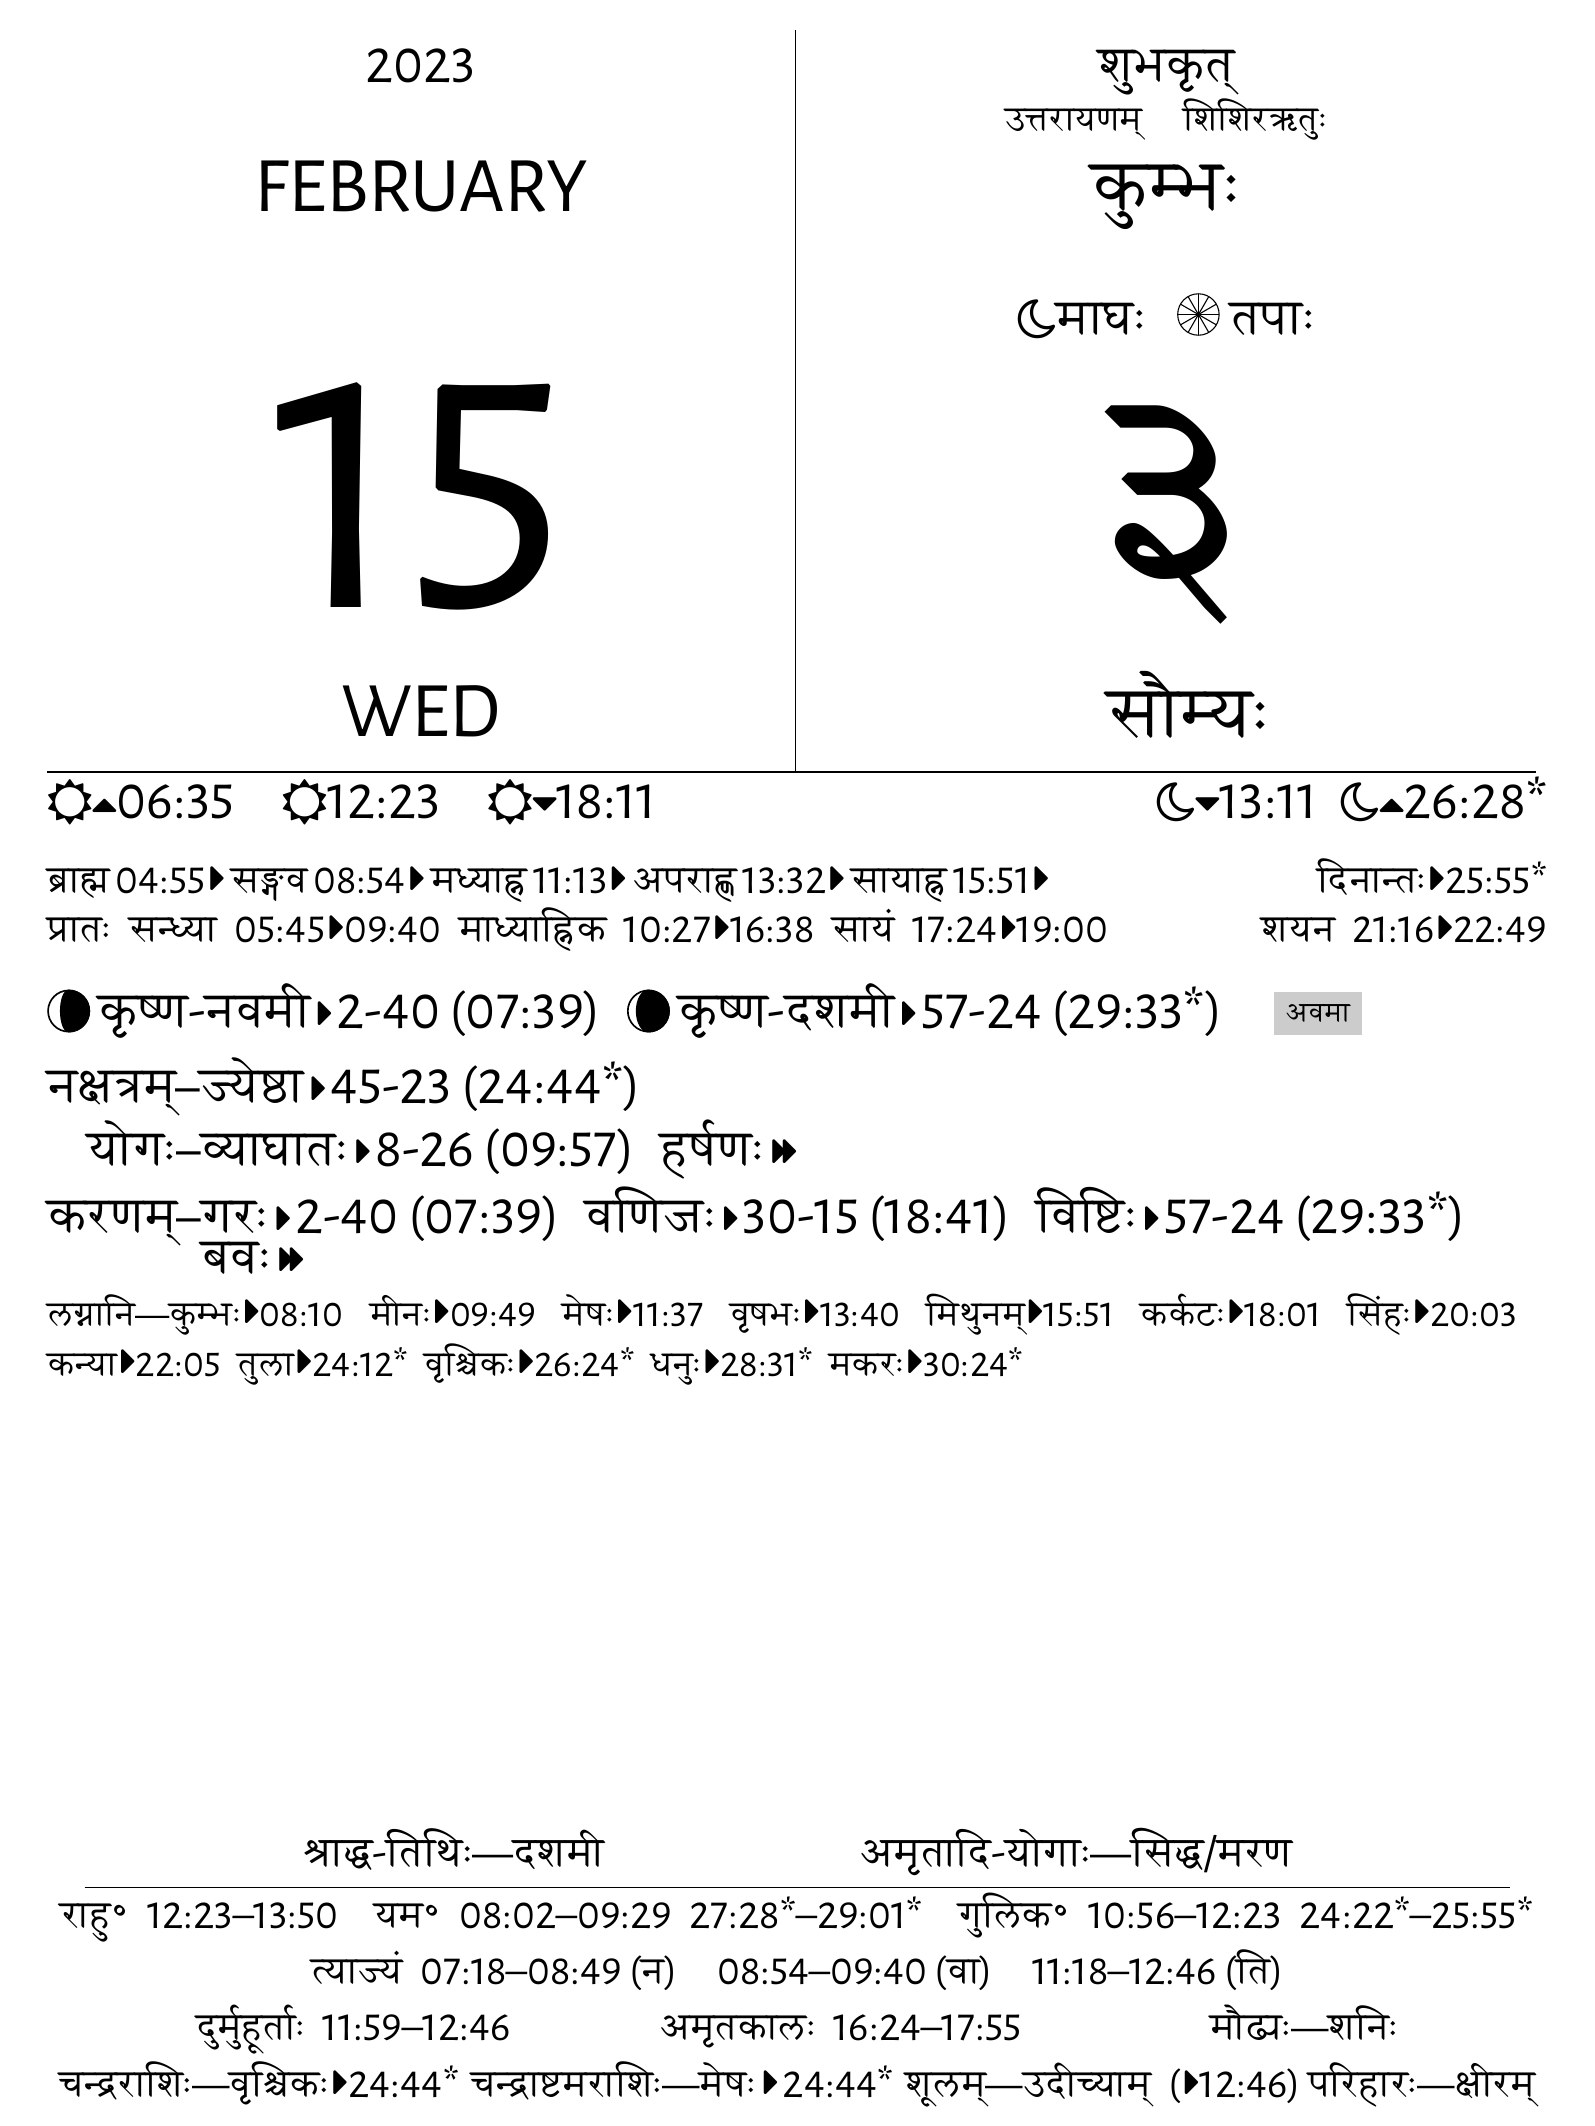 2023
FEBRUARY
15
WED
शुभकृत्
उत्तरायणम् शिशिरऋतुः
कुम्भः
माघः तपाः
३
सौम्यः
06:35 12:23 18:11 13:11 26:28*
ब्राह्म 04:55 सङ्गव 08:54 मध्याह्न 11:13 अपराह्ण 13:32 सायाह्न 15:51 दिनान्तः 25:55*
प्रातः सन्ध्या 05:45 09:40 माध्याह्निक 10:27 16:38 सायं 17:24 19:00 शयन 21:16 22:49
कृष्ण-नवमी 2-40 (07:39) कृष्ण-दशमी 57-24 (29:33*) अवमा
नक्षत्रम्–ज्येष्ठा 45-23 (24:44*)
योगः–व्याघातः 8-26 (09:57) हर्षणः
करणम्–गरः 2-40 (07:39) वणिजः 30-15 (18:41) विष्टिः 57-24 (29:33*)
बवः
लग्नानि—कुम्भः 08:10 मीनः 09:49 मेषः 11:37 वृषभः 13:40 मिथुनम् 15:51 कर्कटः 18:01 सिंहः 20:03
कन्या 22:05 तुला 24:12* वृश्चिकः 26:24* धनुः 28:31* मकरः 30:24*
श्राद्ध-तिथिः—दशमी अमृतादि-योगाः—सिद्ध/मरण
राहु° 12:23–13:50 यम° 08:02–09:29 27:28*–29:01* गुलिक° 10:56–12:23 24:22*–25:55*
त्याज्यं 07:18–08:49 (न) 08:54–09:40 (वा) 11:18–12:46 (ति)
दुर्मुहूर्ताः 11:59–12:46 अमृतकालः 16:24–17:55 मौढ्यः—शनिः
चन्द्रराशिः—वृश्चिकः 24:44* चन्द्राष्टमराशिः—मेषः 24:44* शूलम्—उदीच्याम् (12:46) परिहारः—क्षीरम्